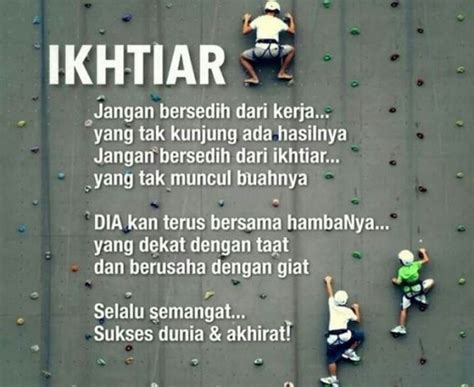 IKHTIAR
Jangan bersedih dari kerja...
yang tak kunjung ada hasilnya
Jangan bersedih dari ikhtiar...
yang tak muncul buahnya
DIA kan terus bersama hambaNya...
yang dekat dengan taat
dan berusaha dengan giat
Selalu semangat...
Sukses dunia & akhirat!